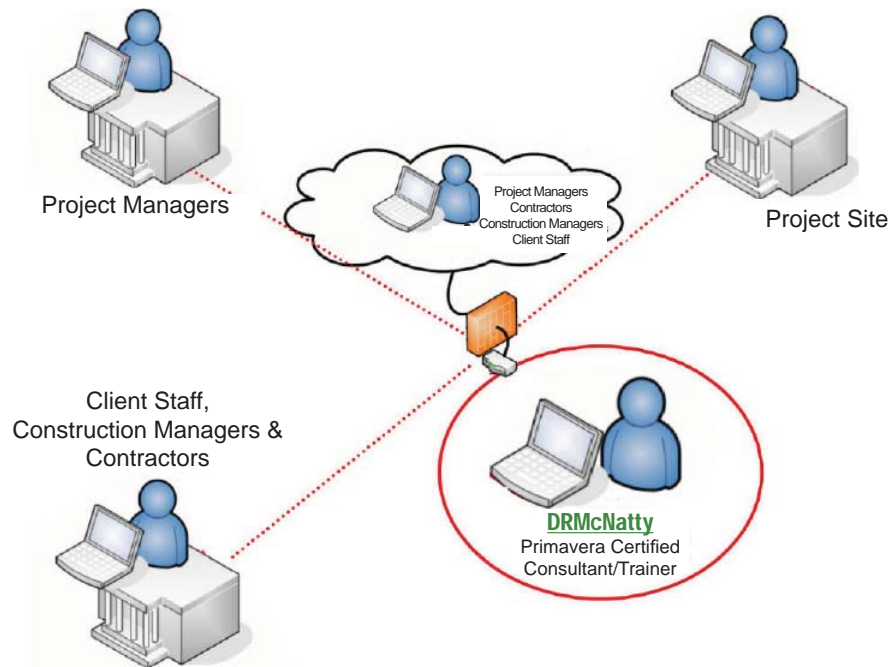 Project Managers
Project Managers
Contractors
Construction Managers
Client Staff
Project Site
Client Staff,
Construction Managers &
Contractors
DRMcNatty
Primavera Certified
Consultant/Trainer